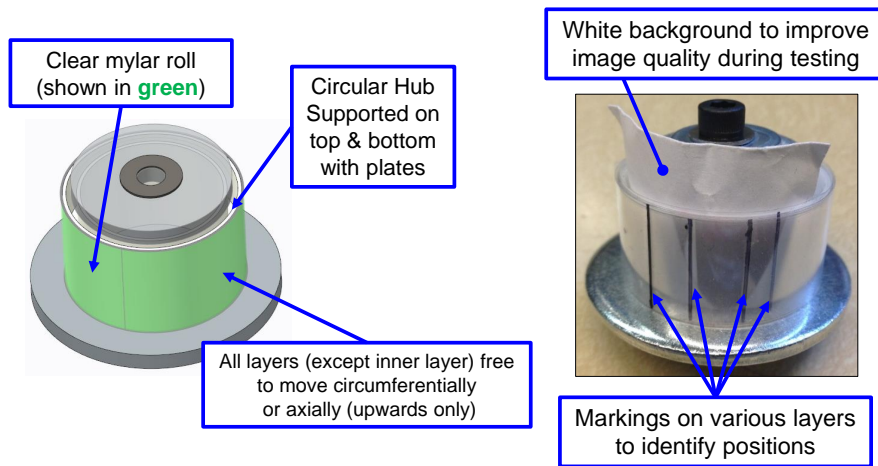 Clear mylar roll
(shown in green)
Circular Hub
Supported on
top & bottom
with plates
All layers (except inner layer) free
to move circumferentially
or axially (upwards only)
White background to improve
image quality during testing
Markings on various layers
to identify positions